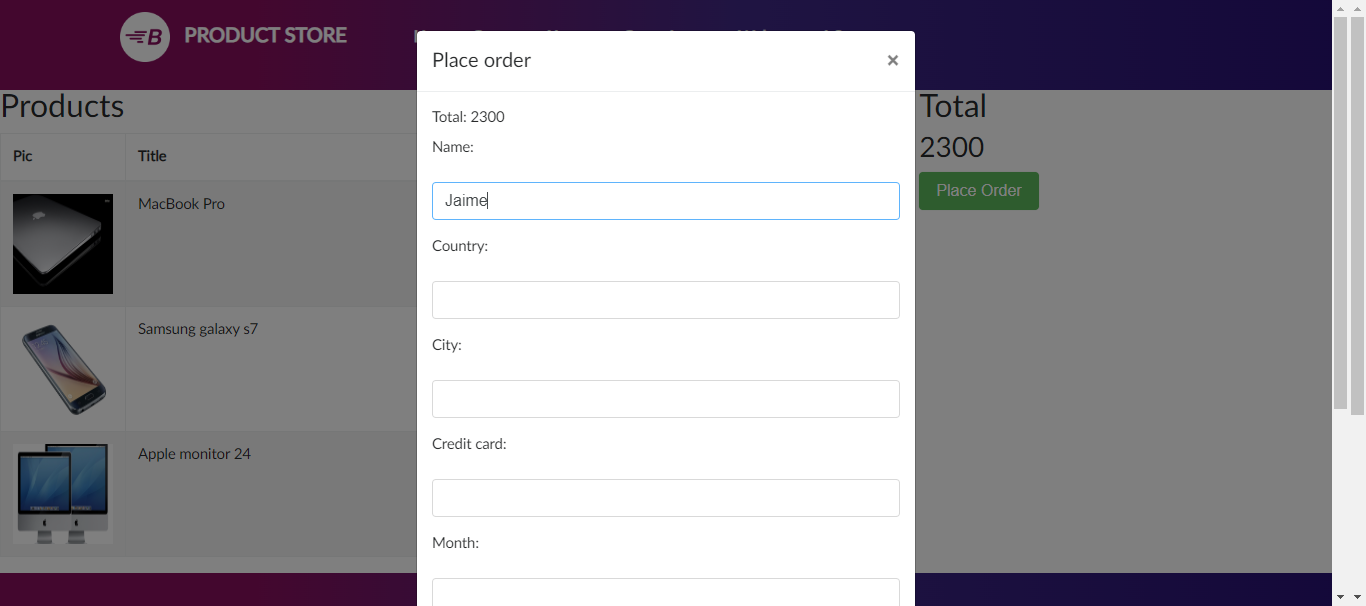 B PRODUCT STORE
Place order ×
Total: 2300
Name:
Jaime
Country:
City:
Credit card:
Month:
Products
Pic Title
MacBook Pro
Samsung galaxy s7
Apple monitor 24
Total
2300
Place Order